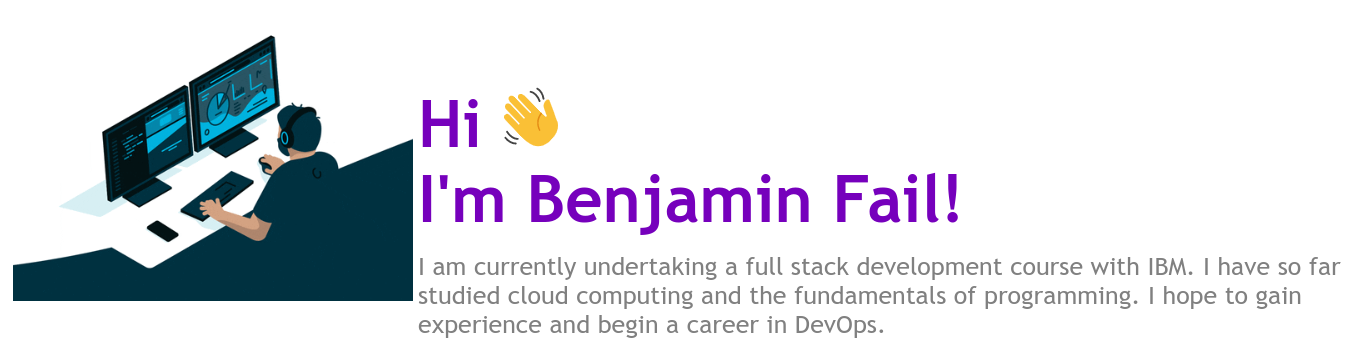 Hi 👋
I'm Benjamin Fail!
I am currently undertaking a full stack development course with IBM. I have so far
studied cloud computing and the fundamentals of programming. I hope to gain
experience and begin a career in DevOps.